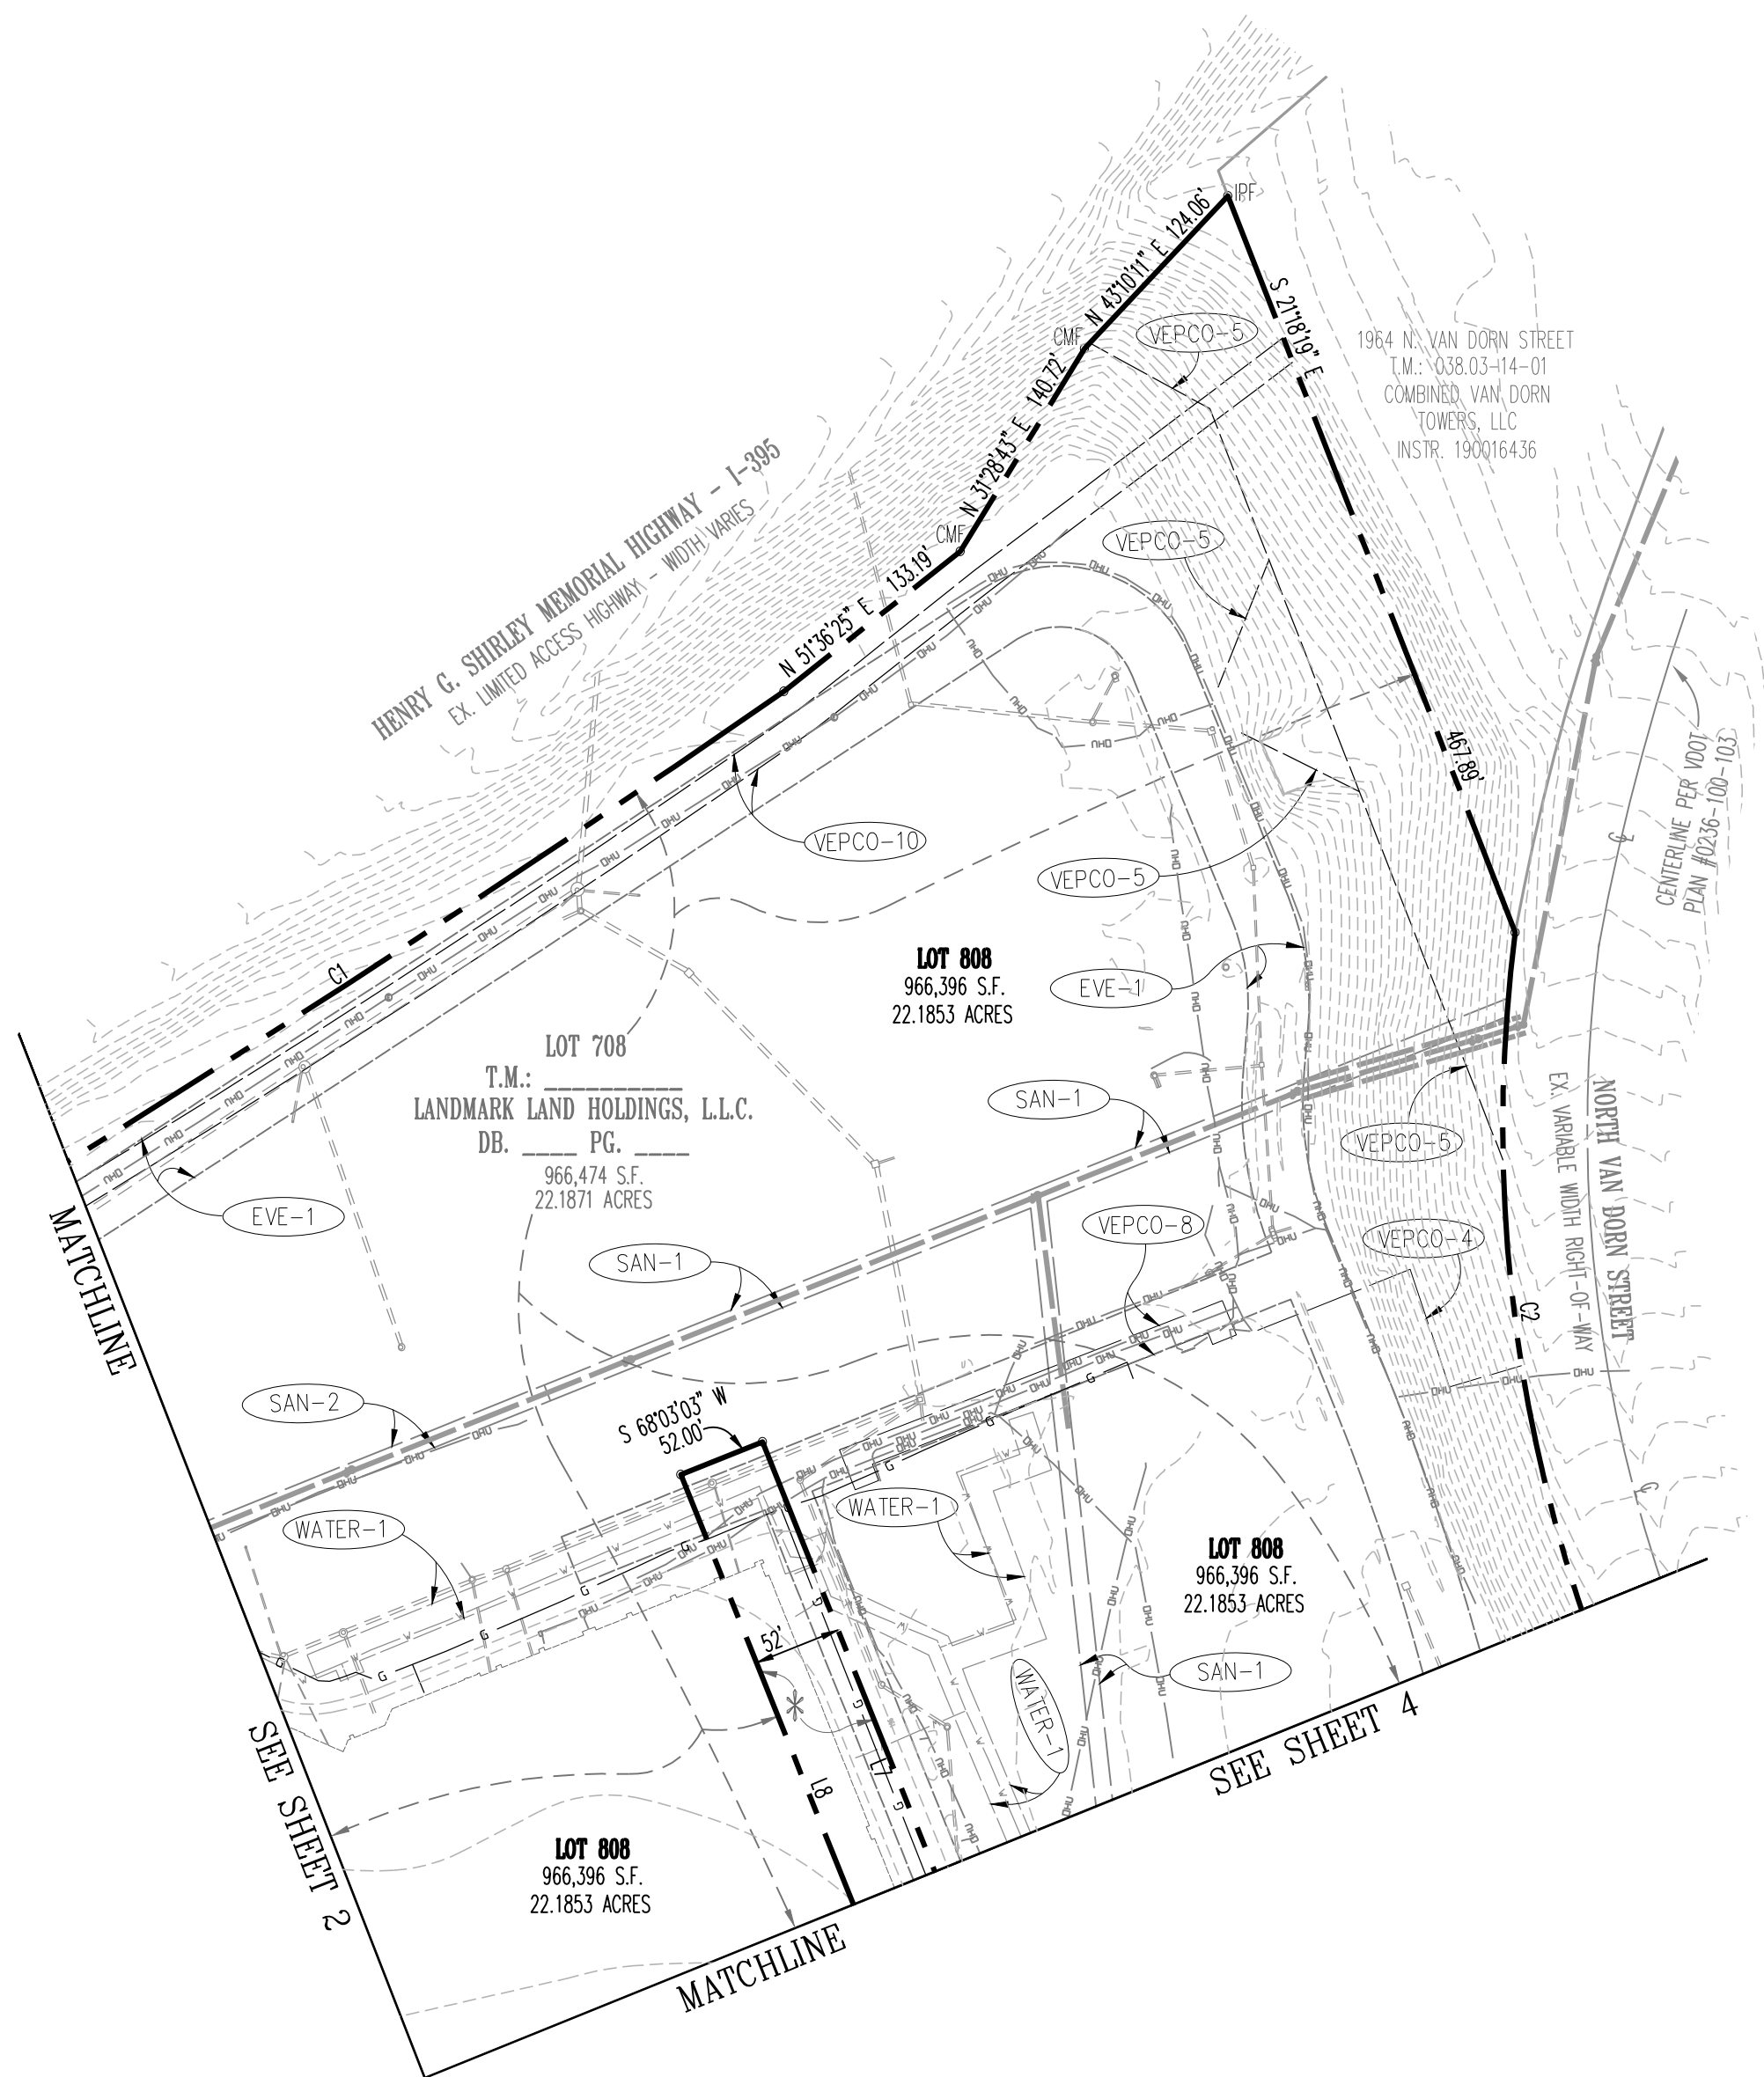 IPF
N 43°10'11" E 124.06'
CMF
VEPCO-5
S 21°18'19" E
467.89'
1964 N. VAN DORN STREET
T.M.: 038.03-14-01
COMBINED VAN DORN
TOWERS, LLC
INSTR. 190016436
N 31°28'43" E 140.72'
CMF
N 51°36'25" E 133.19'
HENRY G. SHIRLEY MEMORIAL HIGHWAY - I-395
EX. LIMITED ACCESS HIGHWAY - WIDTH VARIES
VEPCO-5
VEPCO-10
VEPCO-5
CENTERLINE PER VDOT
PLAN #0236-100-103
C1
LOT 808
966,396 S.F.
22.1853 ACRES
EVE-1
LOT 708
T.M.: __________
LANDMARK LAND HOLDINGS, L.L.C.
DB. ____ PG. ____
966,474 S.F.
22.1871 ACRES
SAN-1
VEPCO-5
NORTH VAN DORN STREET
EX. VARIABLE WIDTH RIGHT-OF-WAY
EVE-1
VEPCO-8
VEPCO-4
SAN-1
C2
MATCHLINE
SAN-2
S 68°03'03" W
52.00'
WATER-1
WATER-1
LOT 808
966,396 S.F.
22.1853 ACRES
52'
SAN-1
WATER-1
L7
L8
SEE SHEET 4
SEE SHEET 2
LOT 808
966,396 S.F.
22.1853 ACRES
MATCHLINE